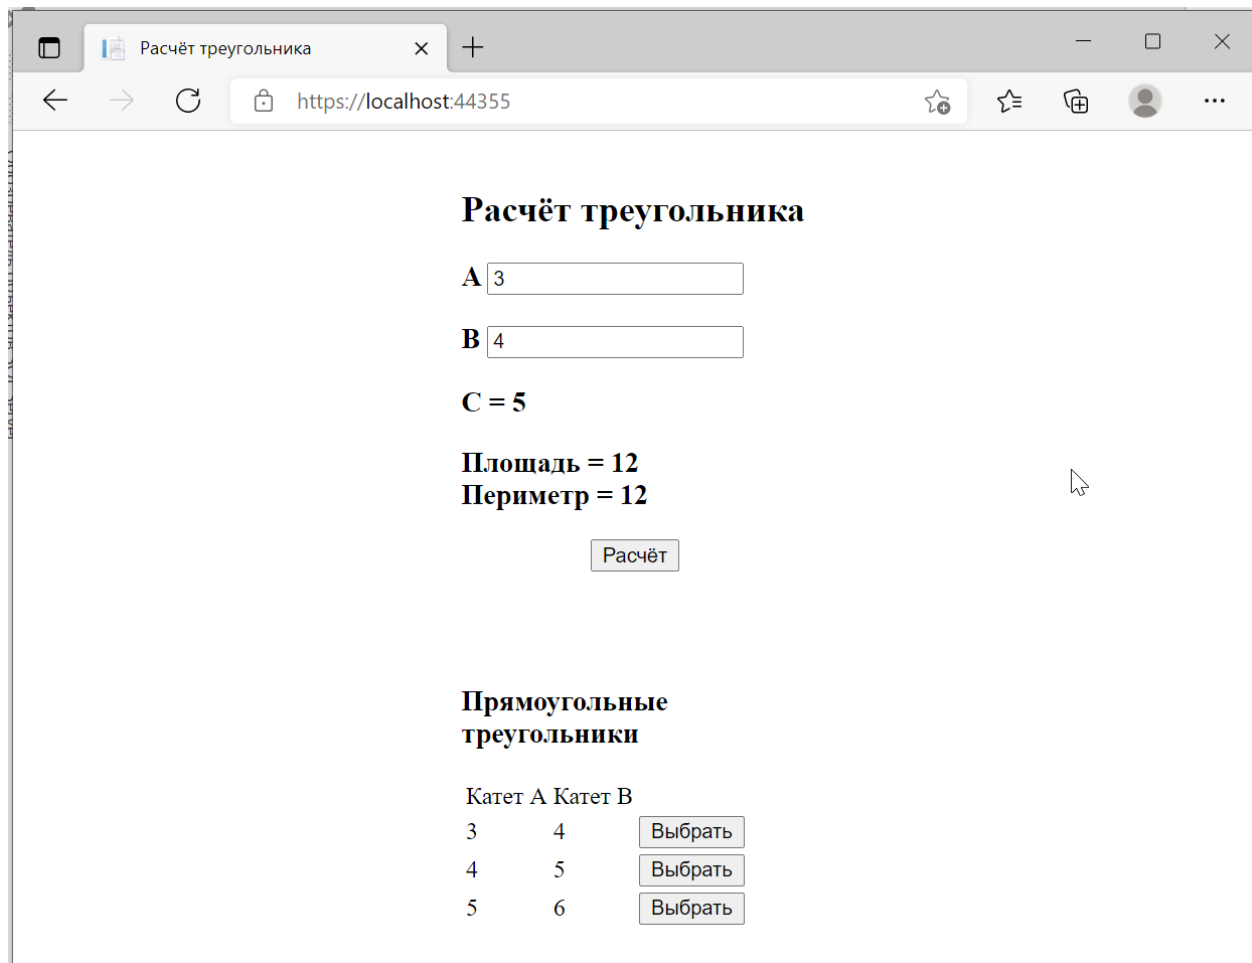 Расчёт треугольника
https://localhost:44355
Расчёт треугольника
A 3
B 4
C = 5
Площадь = 12
Периметр = 12
Расчёт
Прямоугольные
треугольники
Катет A Катет B
3 4 Выбрать
4 5 Выбрать
5 6 Выбрать